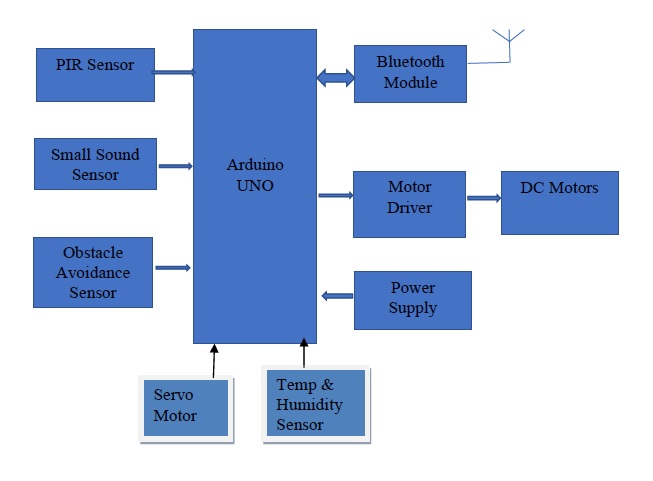 PIR Sensor
Bluetooth
Module
Small Sound
Sensor
Arduino
UNO
Motor
Driver
DC Motors
Obstacle
Avoidance
Sensor
Power
Supply
Servo
Motor
Temp &
Humidity
Sensor